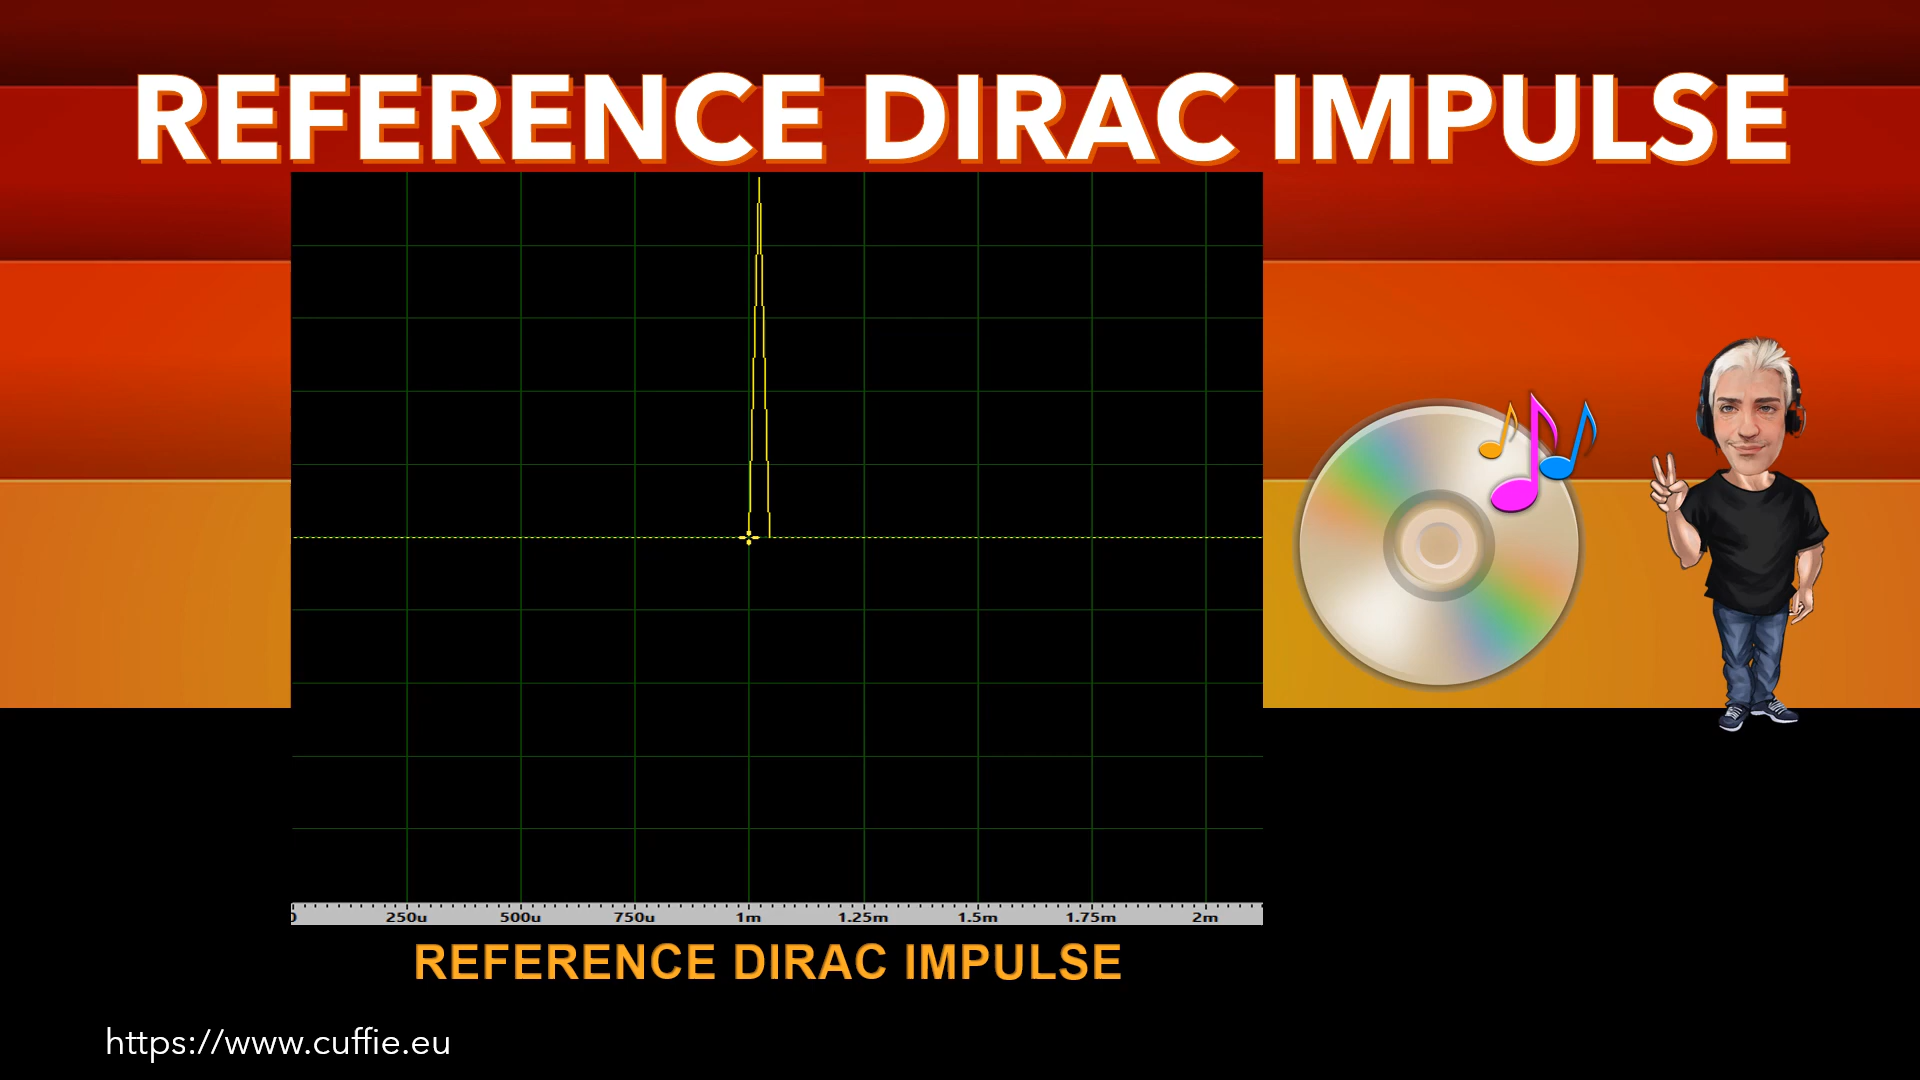 REFERENCE DIRAC IMPULSE
0 250u 500u 750u 1m 1.25m 1.5m 1.75m 2m
REFERENCE DIRAC IMPULSE
https://www.cuffie.eu